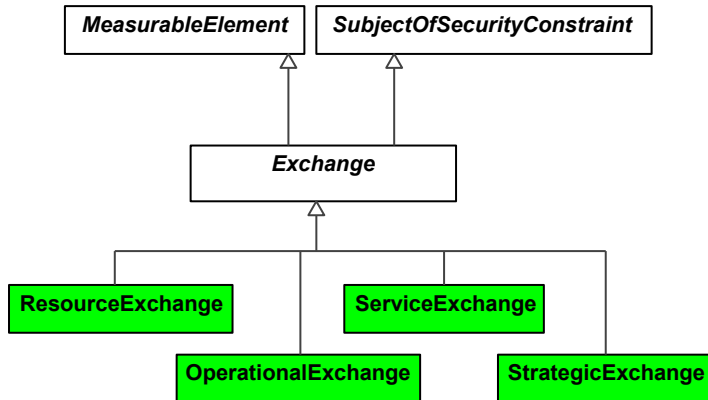 MeasurableElement
SubjectOfSecurityConstraint
Exchange
ResourceExchange
ServiceExchange
OperationalExchange
StrategicExchange